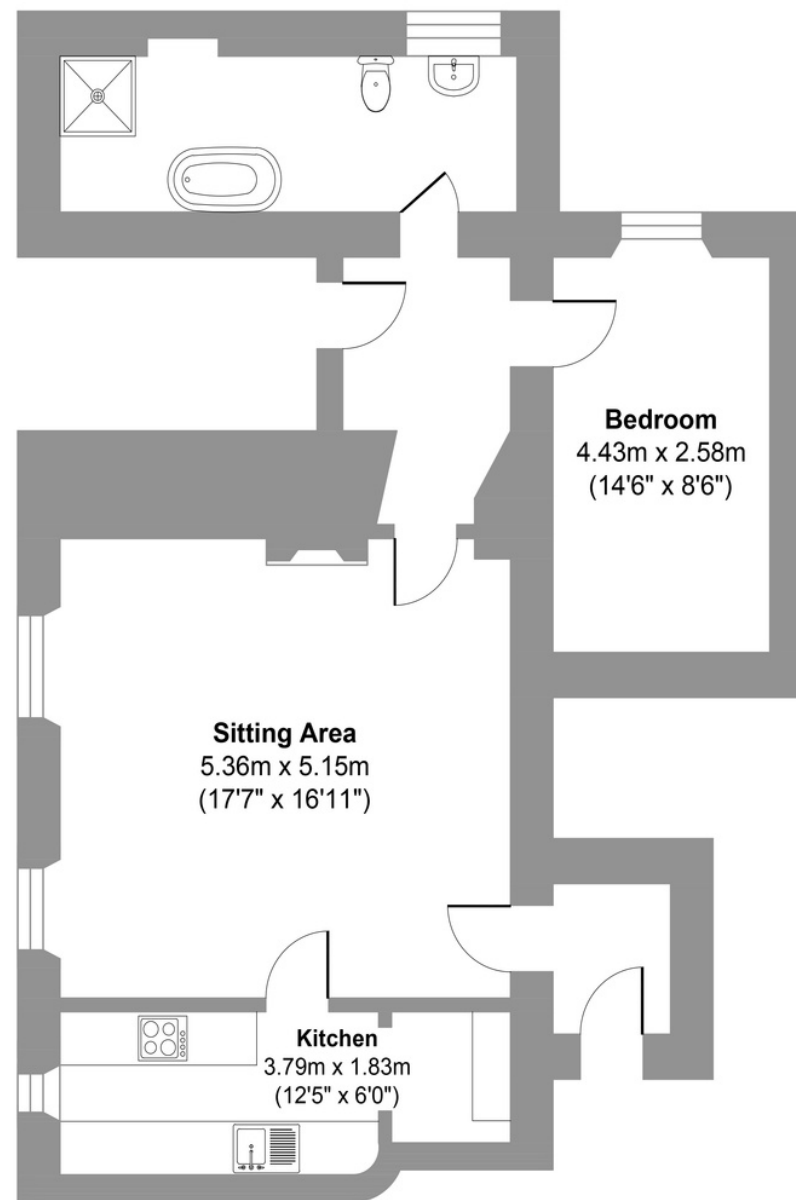 Bedroom
4.43m x 2.58m
(14'6" x 8'6")
Sitting Area
5.36m x 5.15m
(17'7" x 16'11")
Kitchen
3.79m x 1.83m
(12'5" x 6'0")